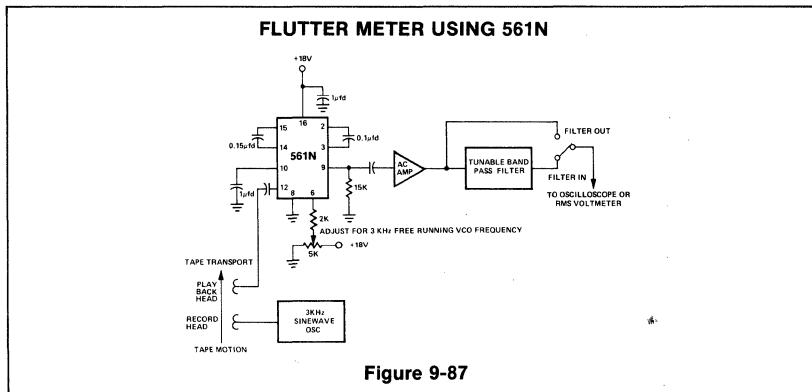 FLUTTER METER USING 561N
+18V
1µfd
16
15
2
0.15µfd
0.1µfd
14
3
561N
10
9
12
8
6
1µfd
15K
2K
AC
AMP
TUNABLE BAND
PASS FILTER
FILTER OUT
FILTER IN
TO OSCILLOSCOPE OR
RMS VOLTMETER
ADJUST FOR 3 KHz FREE RUNNING VCO FREQUENCY
+18V
5K
TAPE TRANSPORT
PLAY
BACK
HEAD
RECORD
HEAD
3KHz
SINEWAVE
OSC
TAPE MOTION
Figure 9-87